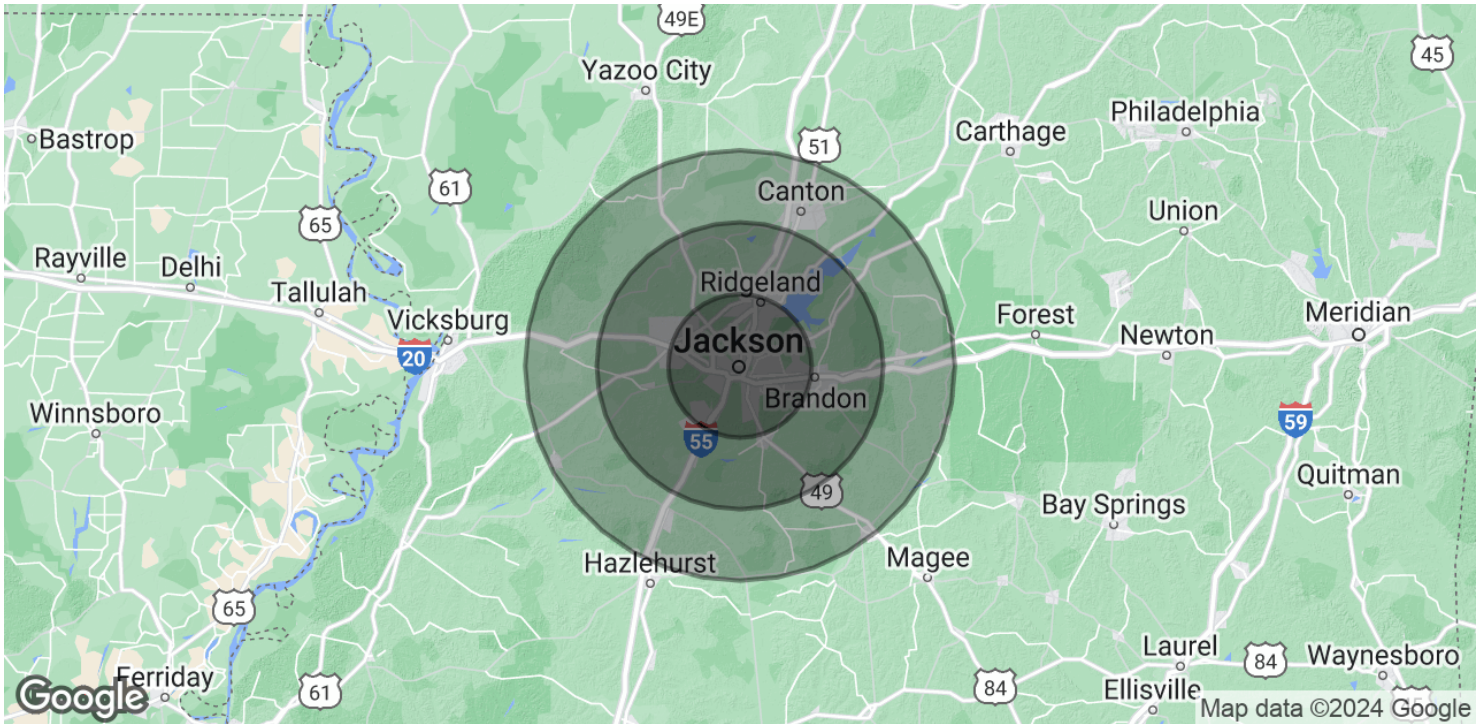 49E
45
Yazoo City
Philadelphia
Carthage
Bastrop
51
61
Canton
65
Union
Rayville
Delhi
Ridgeland
Tallulah
Vicksburg
Forest
Meridian
Newton
Jackson
20
Brandon
Winnsboro
59
55
Quitman
49
Bay Springs
Hazlehurst
Magee
65
Laurel
84
Waynesboro
Ferriday
61
84
Ellisville
Google
Map data ©2024 Google